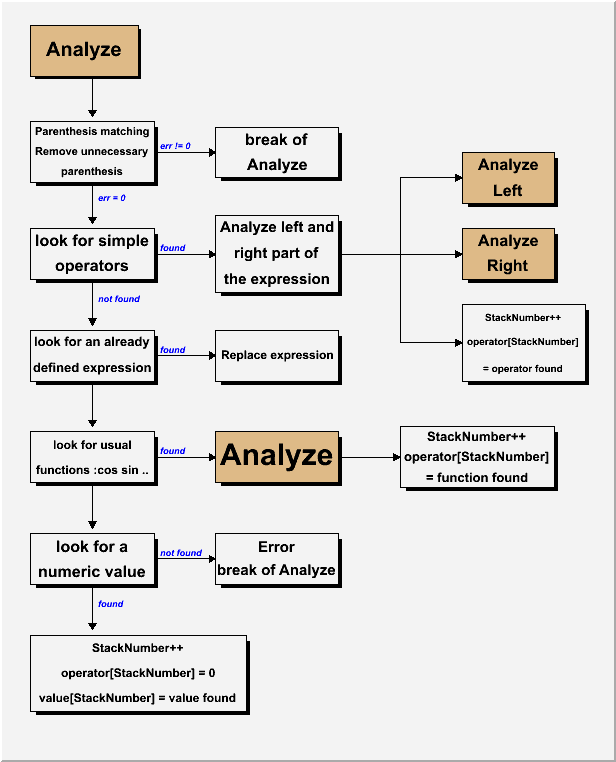 Analyze
Parenthesis matching
Remove unnecessary
parenthesis
err != 0
break of
Analyze
err = 0
look for simple
operators
found
Analyze left and
right part of
the expression
Analyze
Left
Analyze
Right
StackNumber++
operator[StackNumber]
= operator found
not found
look for an already
defined expression
found
Replace expression
look for usual
functions :cos sin ..
found
Analyze
StackNumber++
operator[StackNumber]
= function found
look for a
numeric value
not found
Error
break of Analyze
found
StackNumber++
operator[StackNumber] = 0
value[StackNumber] = value found